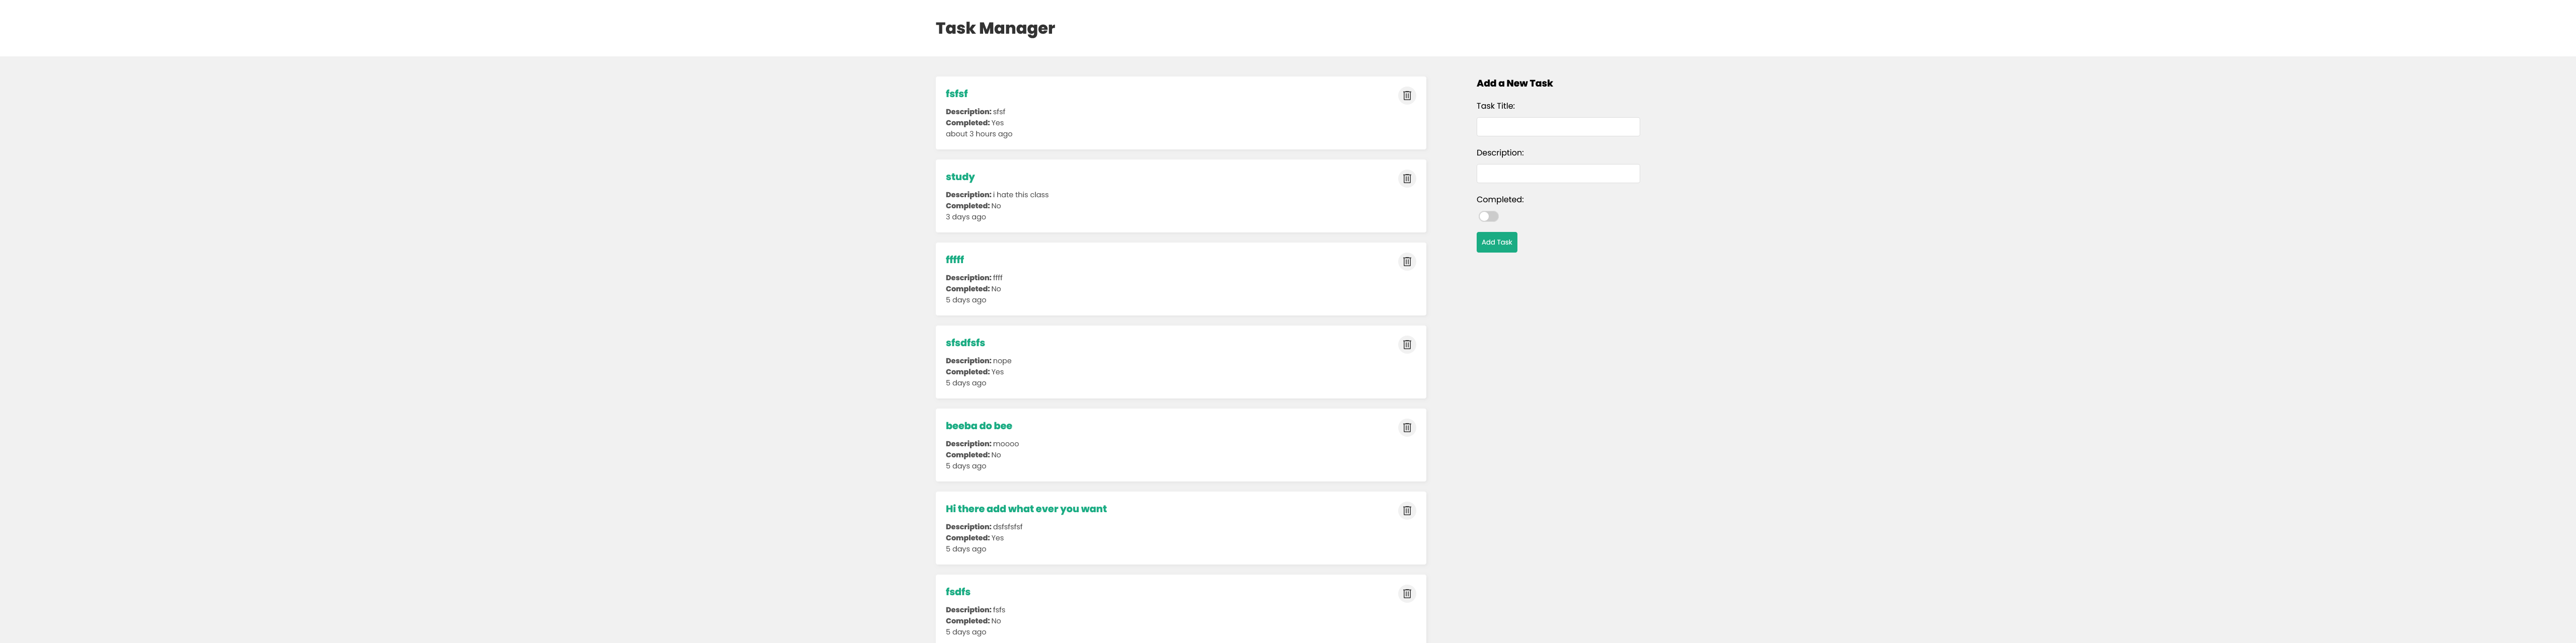 Task Manager
fsfsf
Description: sfsf
Completed: Yes
about 3 hours ago
study
Description: i hate this class
Completed: No
3 days ago
fffff
Description: ffff
Completed: No
5 days ago
sfsdfsfs
Description: nope
Completed: Yes
5 days ago
beeba do bee
Description: moooo
Completed: No
5 days ago
Hi there add what ever you want
Description: dsfsfsfsf
Completed: Yes
5 days ago
fsdfs
Description: fsfs
Completed: No
5 days ago
Add a New Task
Task Title:
Description:
Completed:
Add Task